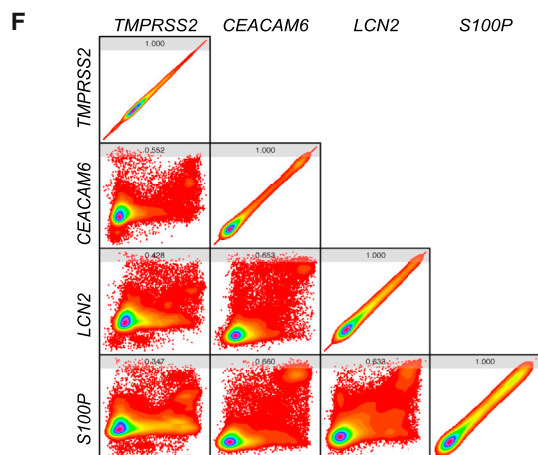 F
TMPRSS2 CEACAM6 LCN2 S100P
TMPRSS2
1.000
CEACAM6
0.552 1.000
LCN2
0.428 0.653 1.000
S100P
0.347 0.660 0.633 1.000